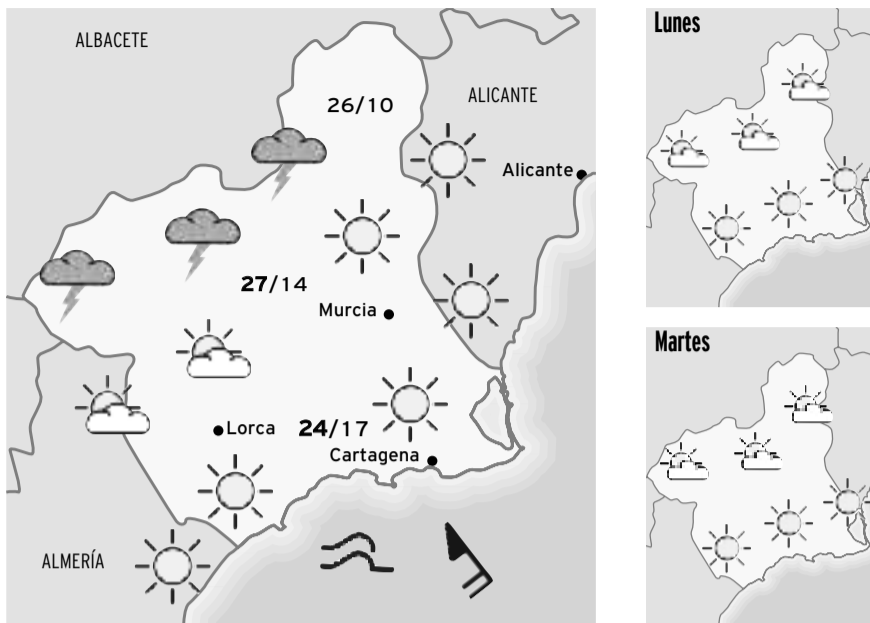 ALBACETE
26/10
ALICANTE
Alicante
27/14
Murcia
Lorca
24/17
Cartagena
ALMERÍA
Lunes
Martes